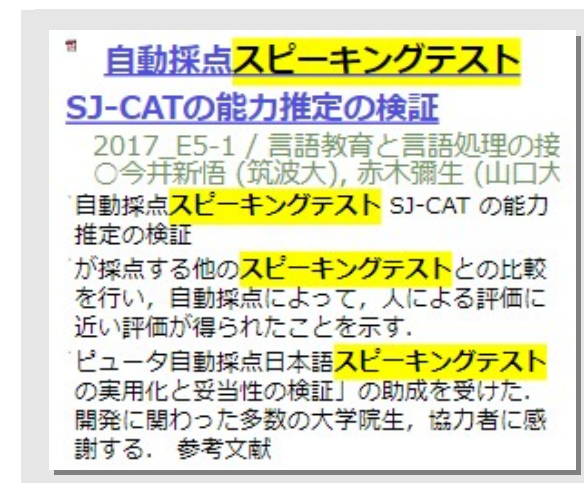 自動採点スピーキングテスト
SJ-CATの能力推定の検証
2017_E5-1 / 言語教育と言語処理の接
○今井新悟 (筑波大), 赤木彌生 (山口大
自動採点スピーキングテスト SJ-CAT の能力
推定の検証
が採点する他のスピーキングテストとの比較
を行い，自動採点によって，人による評価に
近い評価が得られたことを示す．
ピュータ自動採点日本語スピーキングテスト
の実用化と妥当性の検証」の助成を受けた．
開発に関わった多数の大学院生，協力者に感
謝する． 参考文献